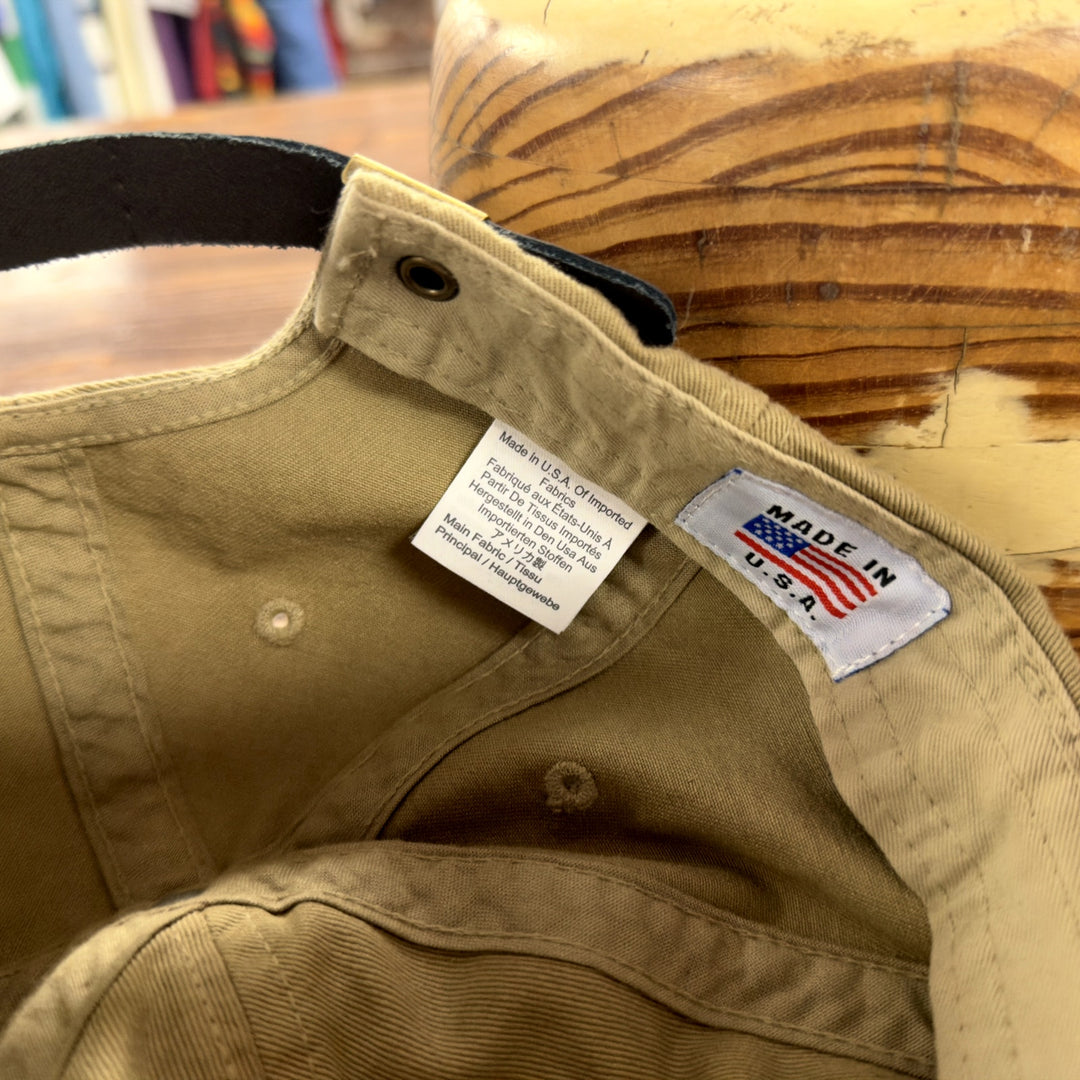 Made in U.S.A. Of Imported
Fabrics
Fabriqué aux États-Unis A
Partir De Tissus Importés
Hergestellt in Den Usa Aus
Importierten Stoffen
アメリカ製
Main Fabric / Tissu
Principal / Hauptgewebe
MADE IN
U.S.A.